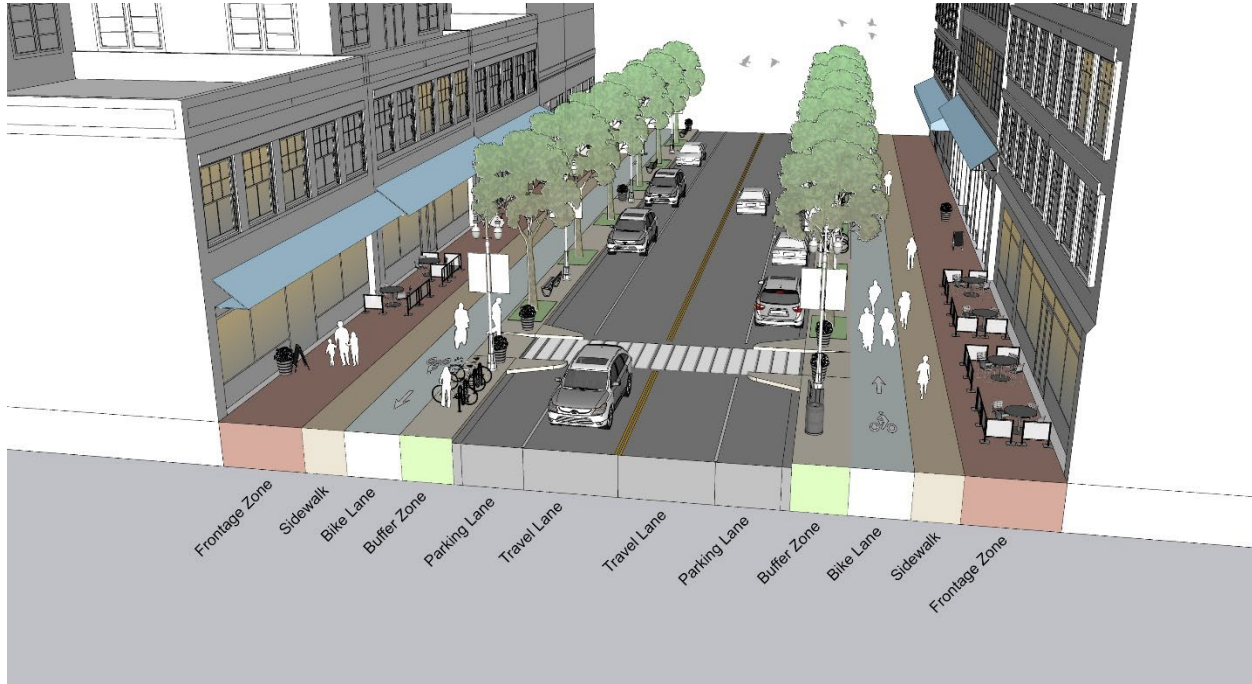 Frontage Zone
Sidewalk
Bike Lane
Buffer Zone
Parking Lane
Travel Lane
Travel Lane
Parking Lane
Buffer Zone
Bike Lane
Sidewalk
Frontage Zone